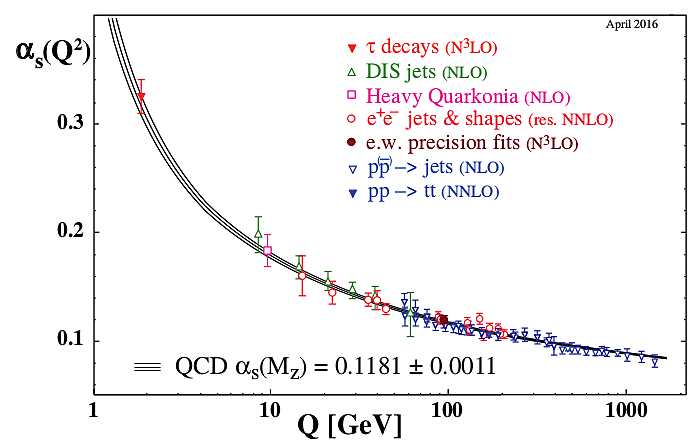 April 2016
αs(Q²)
τ decays (N³LO)
DIS jets (NLO)
Heavy Quarkonia (NLO)
e⁺e⁻ jets & shapes (res. NNLO)
e.w. precision fits (N³LO)
pp(–) –> jets (NLO)
pp –> tt (NNLO)
0.3
0.2
0.1
QCD αs(Mz) = 0.1181 ± 0.0011
1
10
100
1000
Q [GeV]